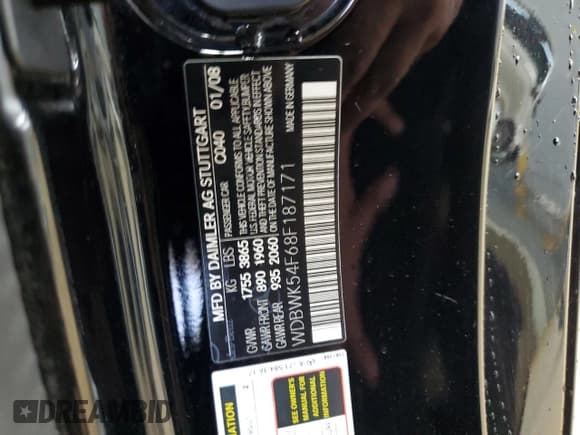 MFD BY DAIMLER AG STUTTGART
PASSENGER CAR C040 01/08
KG LBS
GVWR 1755 3865
GAWR FRONT 890 1960
GAWR REAR 935 2060
THIS VEHICLE CONFORMS TO ALL APPLICABLE
U.S. FEDERAL MOTOR VEHICLE SAFETY,BUMPER
AND THEFT PREVENTION STANDARDS IN EFFECT
ON THE DATE OF MANUFACTURE SHOWN ABOVE
WDBWK54F68F187171
MADE IN GERMANY
SEE OWNER'S
MANUAL FOR
ADDITIONAL
INFORMATION
DREAMBID